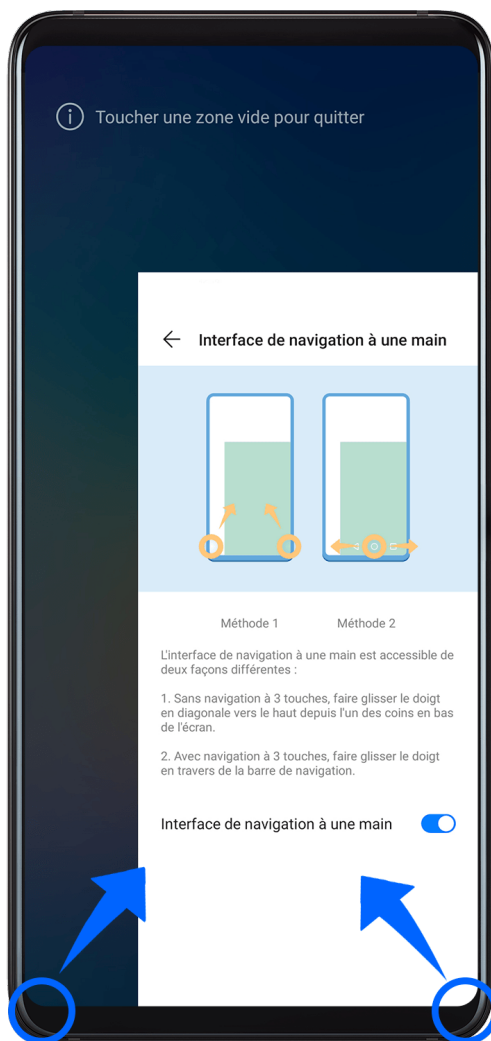 Toucher une zone vide pour quitter
Interface de navigation à une main
Méthode 1
Méthode 2
L'interface de navigation à une main est accessible de
deux façons différentes :
1. Sans navigation à 3 touches, faire glisser le doigt
en diagonale vers le haut depuis l'un des coins en bas
de l'écran.
2. Avec navigation à 3 touches, faire glisser le doigt
en travers de la barre de navigation.
Interface de navigation à une main